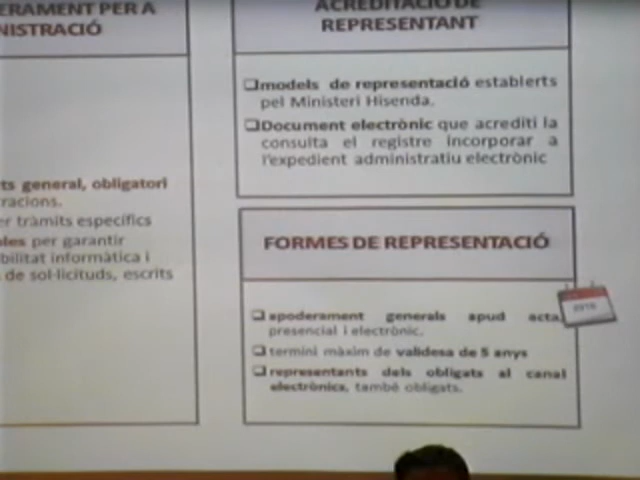 ERAMENT PER A
NISTRACIÓ
ts general, obligatori
racions.
er tràmits específics
ples per garantir
bilitat informàtica i
de sol·licituds, escrits
ACREDITACIÓ DE
REPRESENTANT
❑models de representació establerts
pel Ministeri Hisenda.
❑Document electrònic que acrediti la
consulta el registre incorporar a
l'expedient administratiu electrònic
FORMES DE REPRESENTACIÓ
❑apoderament generals apud acta,
presencial i electrònic.
❑termini màxim de validesa de 5 anys
❑representants dels obligats al canal
electrònics, també obligats.